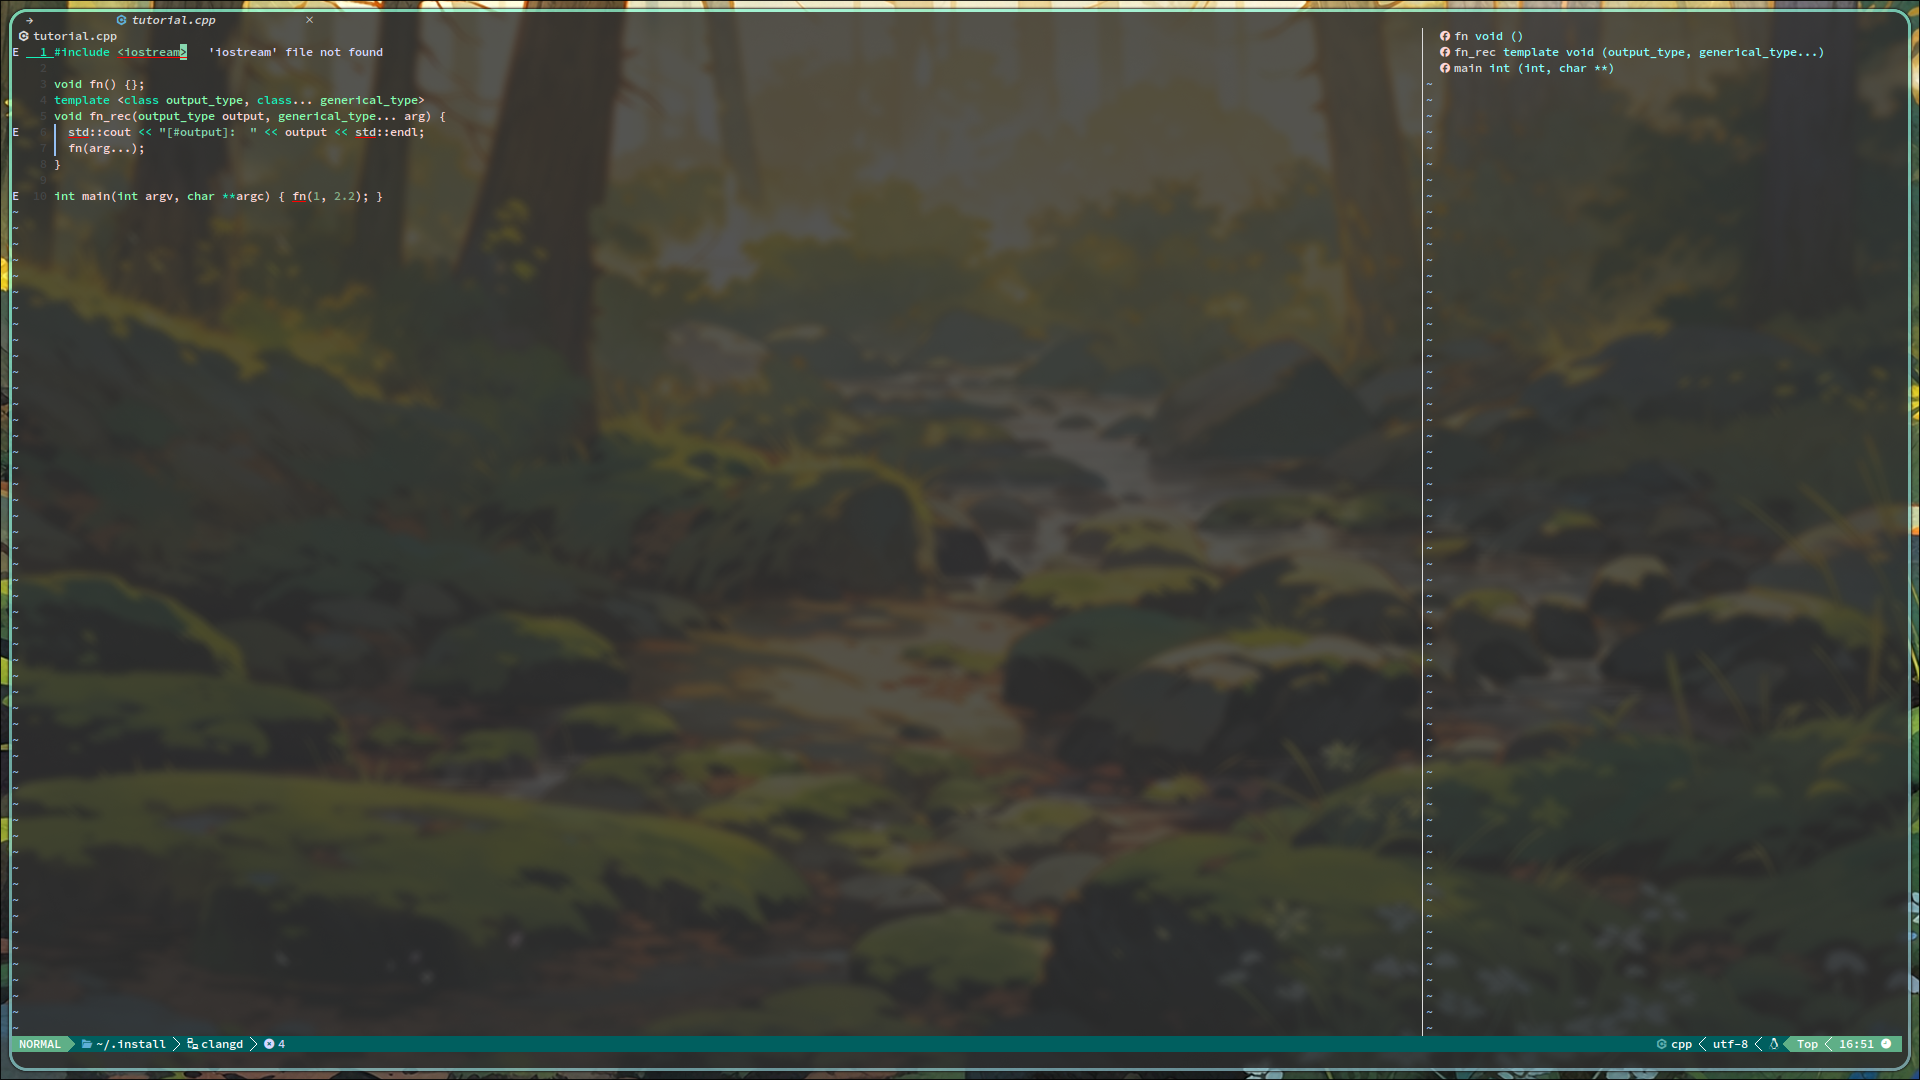 → tutorial.cpp ×
tutorial.cpp
E 1 #include <iostream> 'iostream' file not found
2
3 void fn() {};
4 template <class output_type, class... generical_type>
5 void fn_rec(output_type output, generical_type... arg) {
E 6 std::cout << "[#output]:  " << output << std::endl;
7 fn(arg...);
8 }
9
E 10 int main(int argv, char **argc) { fn(1, 2.2); }
fn void ()
fn_rec template void (output_type, generical_type...)
main int (int, char **)
NORMAL ~/.install clangd 4 cpp utf-8 Top 16:51